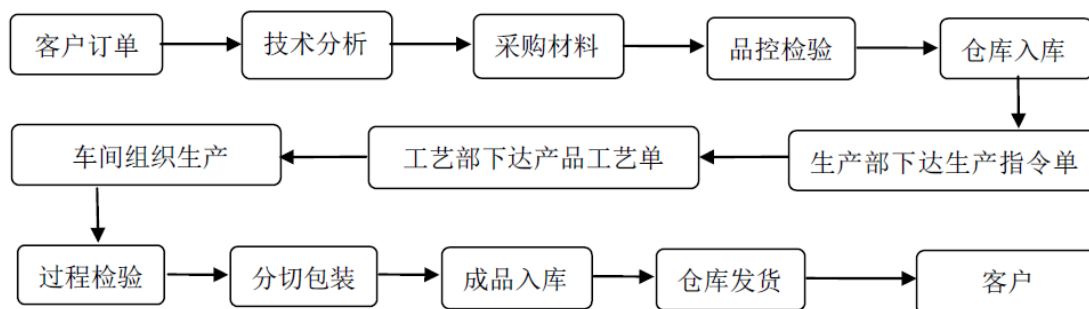 客户订单
技术分析
采购材料
品控检验
仓库入库
生产部下达生产指令单
工艺部下达产品工艺单
车间组织生产
过程检验
分切包装
成品入库
仓库发货
客户